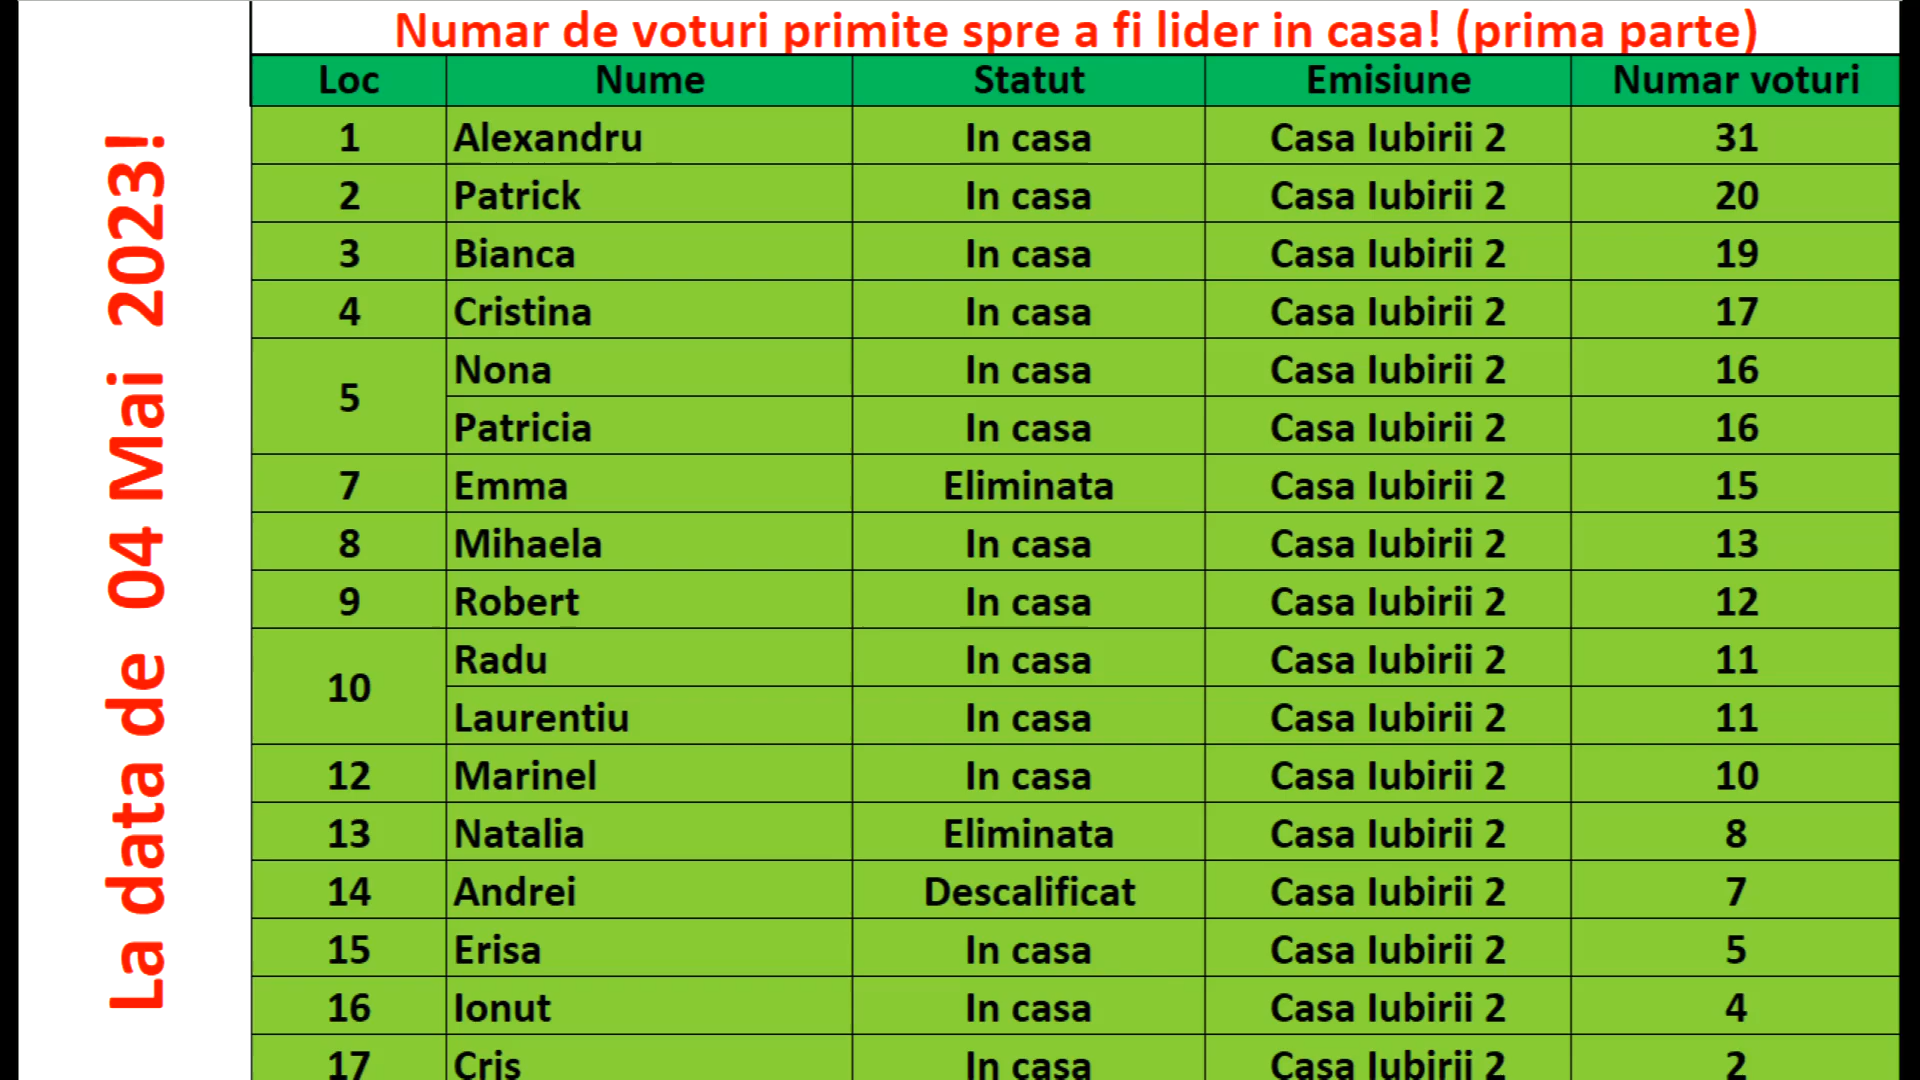 Numar de voturi primite spre a fi lider in casa! (prima parte)
La data de 04 Mai 2023!
Loc Nume Statut Emisiune Numar voturi
1 Alexandru In casa Casa Iubirii 2 31
2 Patrick In casa Casa Iubirii 2 20
3 Bianca In casa Casa Iubirii 2 19
4 Cristina In casa Casa Iubirii 2 17
5 Nona In casa Casa Iubirii 2 16
Patricia In casa Casa Iubirii 2 16
7 Emma Eliminata Casa Iubirii 2 15
8 Mihaela In casa Casa Iubirii 2 13
9 Robert In casa Casa Iubirii 2 12
10 Radu In casa Casa Iubirii 2 11
Laurentiu In casa Casa Iubirii 2 11
12 Marinel In casa Casa Iubirii 2 10
13 Natalia Eliminata Casa Iubirii 2 8
14 Andrei Descalificat Casa Iubirii 2 7
15 Erisa In casa Casa Iubirii 2 5
16 Ionut In casa Casa Iubirii 2 4
17 Cris In casa Casa Iubirii 2 2